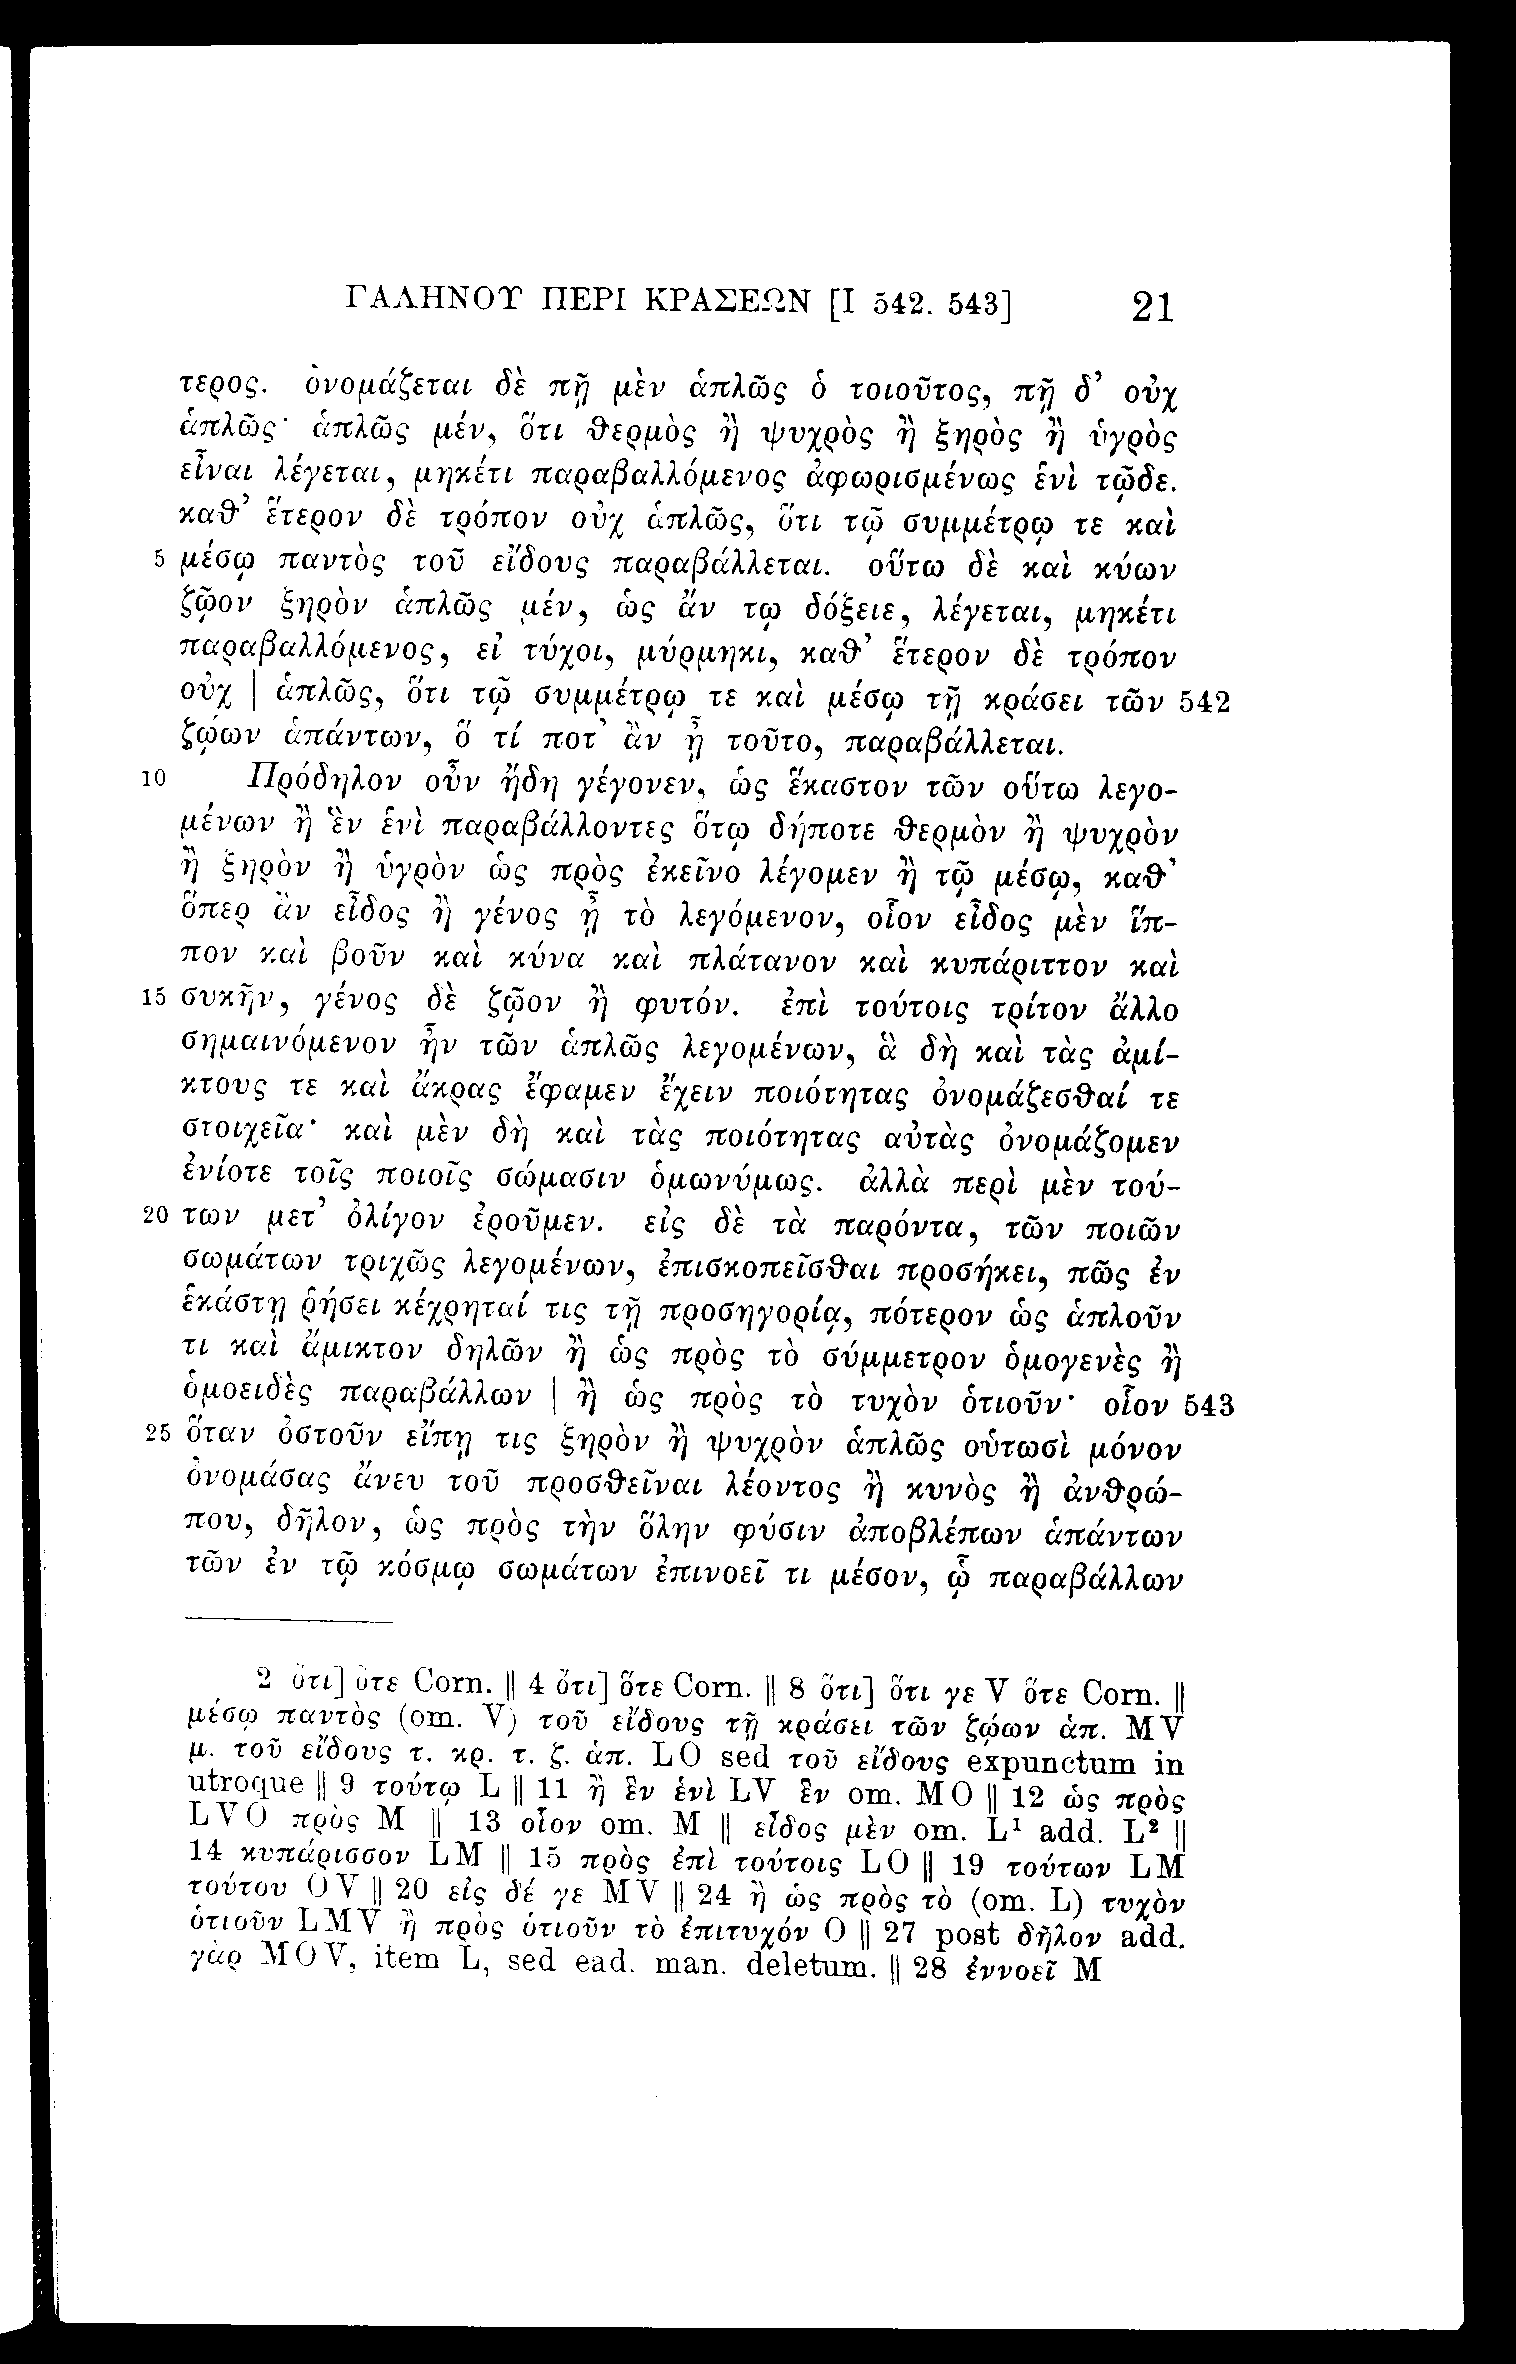 ΓΑΛΗΝΟΥ ΠΕΡΙ ΚΡΑΣΕΩΝ [I 542. 543] 21
τερος. ὀνομάζεται δὲ πῇ μὲν ἁπλῶς ὁ τοιοῦτος, πῇ δ’ οὐχ
ἁπλῶς· ἁπλῶς μέν, ὅτι θερμὸς ἢ ψυχρὸς ἢ ξηρὸς ἢ ὑγρὸς
εἶναι λέγεται, μηκέτι παραβαλλόμενος ἀφωρισμένως ἑνὶ τῷδε.
καθ’ ἕτερον δὲ τρόπον οὐχ ἁπλῶς, ὅτι τῷ συμμέτρῳ τε καὶ
5 μέσῳ παντὸς τοῦ εἴδους παραβάλλεται. οὕτω δὲ καὶ κύων
ζῷον ξηρὸν ἁπλῶς μέν, ὡς ἄν τῳ δόξειε, λέγεται, μηκέτι
παραβαλλόμενος, εἰ τύχοι, μύρμηκι, καθ’ ἕτερον δὲ τρόπον
οὐχ | ἁπλῶς, ὅτι τῷ συμμέτρῳ τε καὶ μέσῳ τῇ κράσει τῶν 542
ζῴων ἁπάντων, ὅ τί ποτ’ ἂν ᾖ τοῦτο, παραβάλλεται.
10 Πρόδηλον οὖν ἤδη γέγονεν, ὡς ἕκαστον τῶν οὕτω λεγο-
μένων ἢ ἓν ἑνὶ παραβάλλοντες ὅτῳ δήποτε θερμὸν ἢ ψυχρὸν
ἢ ξηρὸν ἢ ὑγρὸν ὡς πρὸς ἐκεῖνο λέγομεν ἢ τῷ μέσῳ, καθ’
ὅπερ ἂν εἶδος ἢ γένος ᾖ τὸ λεγόμενον, οἷον εἶδος μὲν ἵπ-
πον καὶ βοῦν καὶ κύνα καὶ πλάτανον καὶ κυπάριττον καὶ
15 συκῆν, γένος δὲ ζῷον ἢ φυτόν. ἐπὶ τούτοις τρίτον ἄλλο
σημαινόμενον ἦν τῶν ἁπλῶς λεγομένων, ἃ δὴ καὶ τὰς ἀμί-
κτους τε καὶ ἄκρας ἔφαμεν ἔχειν ποιότητας ὀνομάζεσθαί τε
στοιχεῖα· καὶ μὲν δὴ καὶ τὰς ποιότητας αὐτὰς ὀνομάζομεν
ἐνίοτε τοῖς ποιοῖς σώμασιν ὁμωνύμως. ἀλλὰ περὶ μὲν τού-
20 των μετ’ ὀλίγον ἐροῦμεν. εἰς δὲ τὰ παρόντα, τῶν ποιῶν
σωμάτων τριχῶς λεγομένων, ἐπισκοπεῖσθαι προσήκει, πῶς ἐν
ἑκάστῃ ῥήσει κέχρηταί τις τῇ προσηγορίᾳ, πότερον ὡς ἁπλοῦν
τι καὶ ἄμικτον δηλῶν ἢ ὡς πρὸς τὸ σύμμετρον ὁμογενὲς ἢ
ὁμοειδὲς παραβάλλων | ἢ ὡς πρὸς τὸ τυχὸν ὁτιοῦν· οἷον 543
25 ὅταν ὀστοῦν εἴπῃ τις ξηρὸν ἢ ψυχρὸν ἁπλῶς οὑτωσὶ μόνον
ὀνομάσας ἄνευ τοῦ προσθεῖναι λέοντος ἢ κυνὸς ἢ ἀνθρώ-
που, δῆλον, ὡς πρὸς τὴν ὅλην φύσιν ἀποβλέπων ἁπάντων
τῶν ἐν τῷ κόσμῳ σωμάτων ἐπινοεῖ τι μέσον, ᾧ παραβάλλων
2 ὅτι] ὅτε Corn. || 4 ὅτι] ὅτε Corn. || 8 ὅτι] ὅτι γε V ὅτε Corn. ||
μέσῳ παντὸς (om. V) τοῦ εἴδους τῇ κράσει τῶν ζῴων ἁπ. MV
μ. τοῦ εἴδους τ. κρ. τ. ζ. ἁπ. LO sed τοῦ εἴδους expunctum in
utroque || 9 τούτῳ L || 11 ἢ ἓν ἑνὶ LV ἓν om. MO || 12 ὡς πρὸς
LVO πρὸς M || 13 οἷον om. M || εἶδος μὲν om. L¹ add. L² ||
14 κυπάρισσον LM || 15 πρὸς ἐπὶ τούτοις LO || 19 τούτων LM
τούτου OV || 20 εἰς δέ γε MV || 24 ἢ ὡς πρὸς τὸ (om. L) τυχὸν
ὁτιοῦν LMV ἢ πρὸς ὁτιοῦν τὸ ἐπιτυχόν O || 27 post δῆλον add.
γὰρ MOV, item L, sed ead. man. deletum. || 28 ἐννοεῖ M